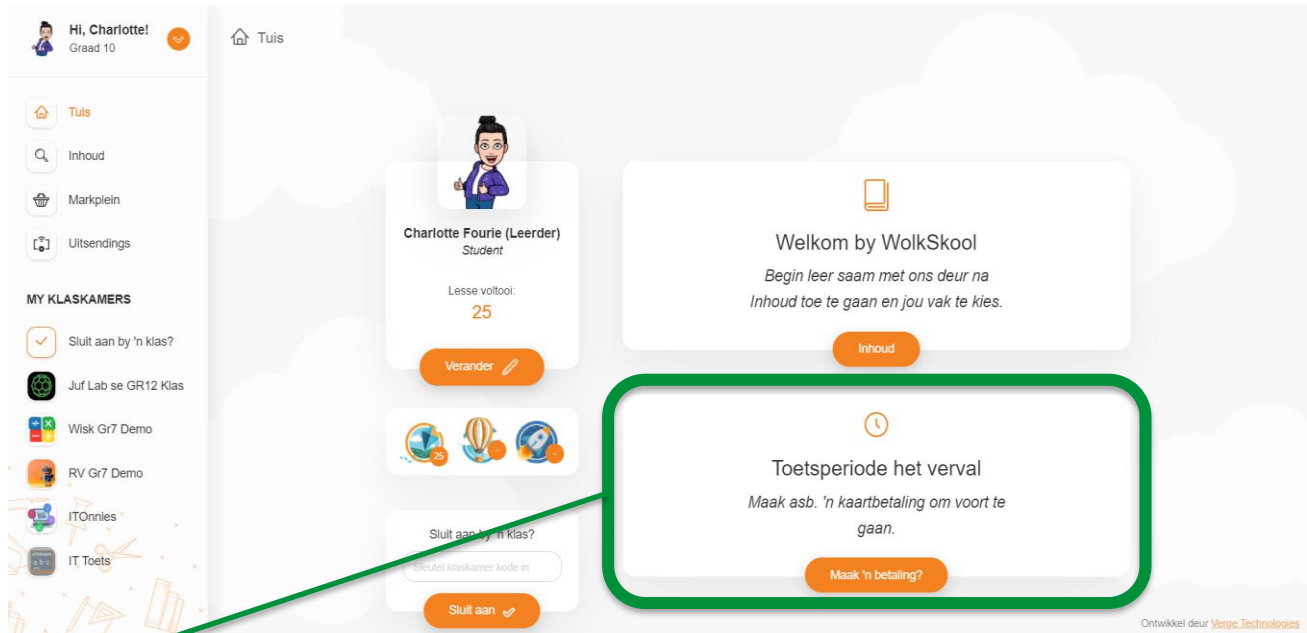 Hi, Charlotte!
Graad 10
Tuis
Tuis
Inhoud
Markplein
Uitsendings
MY KLASKAMERS
Sluit aan by 'n klas?
Juf Lab se GR12 Klas
Wisk Gr7 Demo
RV Gr7 Demo
ITOnnies
IT Toets
Charlotte Fourie (Leerder)
Student
Lesse voltooi:
25
Verander
25
-
-
Sluit aan by 'n klas?
Sleutel klaskamer kode in
Sluit aan
Welkom by WolkSkool
Begin leer saam met ons deur na
Inhoud toe te gaan en jou vak te kies.
Inhoud
Toetsperiode het verval
Maak asb. 'n kaartbetaling om voort te
gaan.
Maak 'n betaling?
Ontwikkel deur Verge Technologies